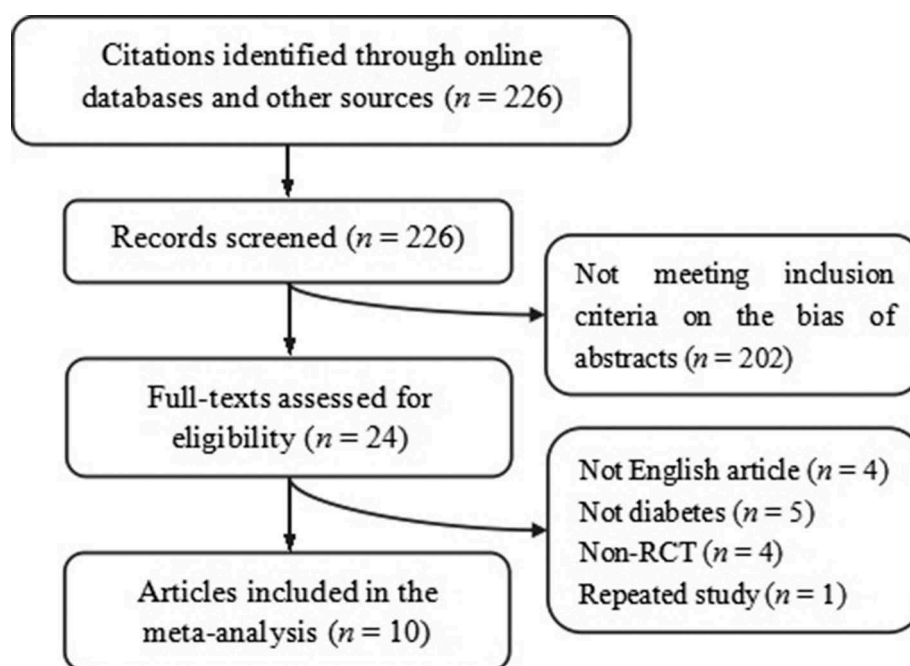 Citations identified through online
databases and other sources (n = 226)
Records screened (n = 226)
Not meeting inclusion
criteria on the bias of
abstracts (n = 202)
Full-texts assessed for
eligibility (n = 24)
Not English article (n = 4)
Not diabetes (n = 5)
Non-RCT (n = 4)
Repeated study (n = 1)
Articles included in the
meta-analysis (n = 10)